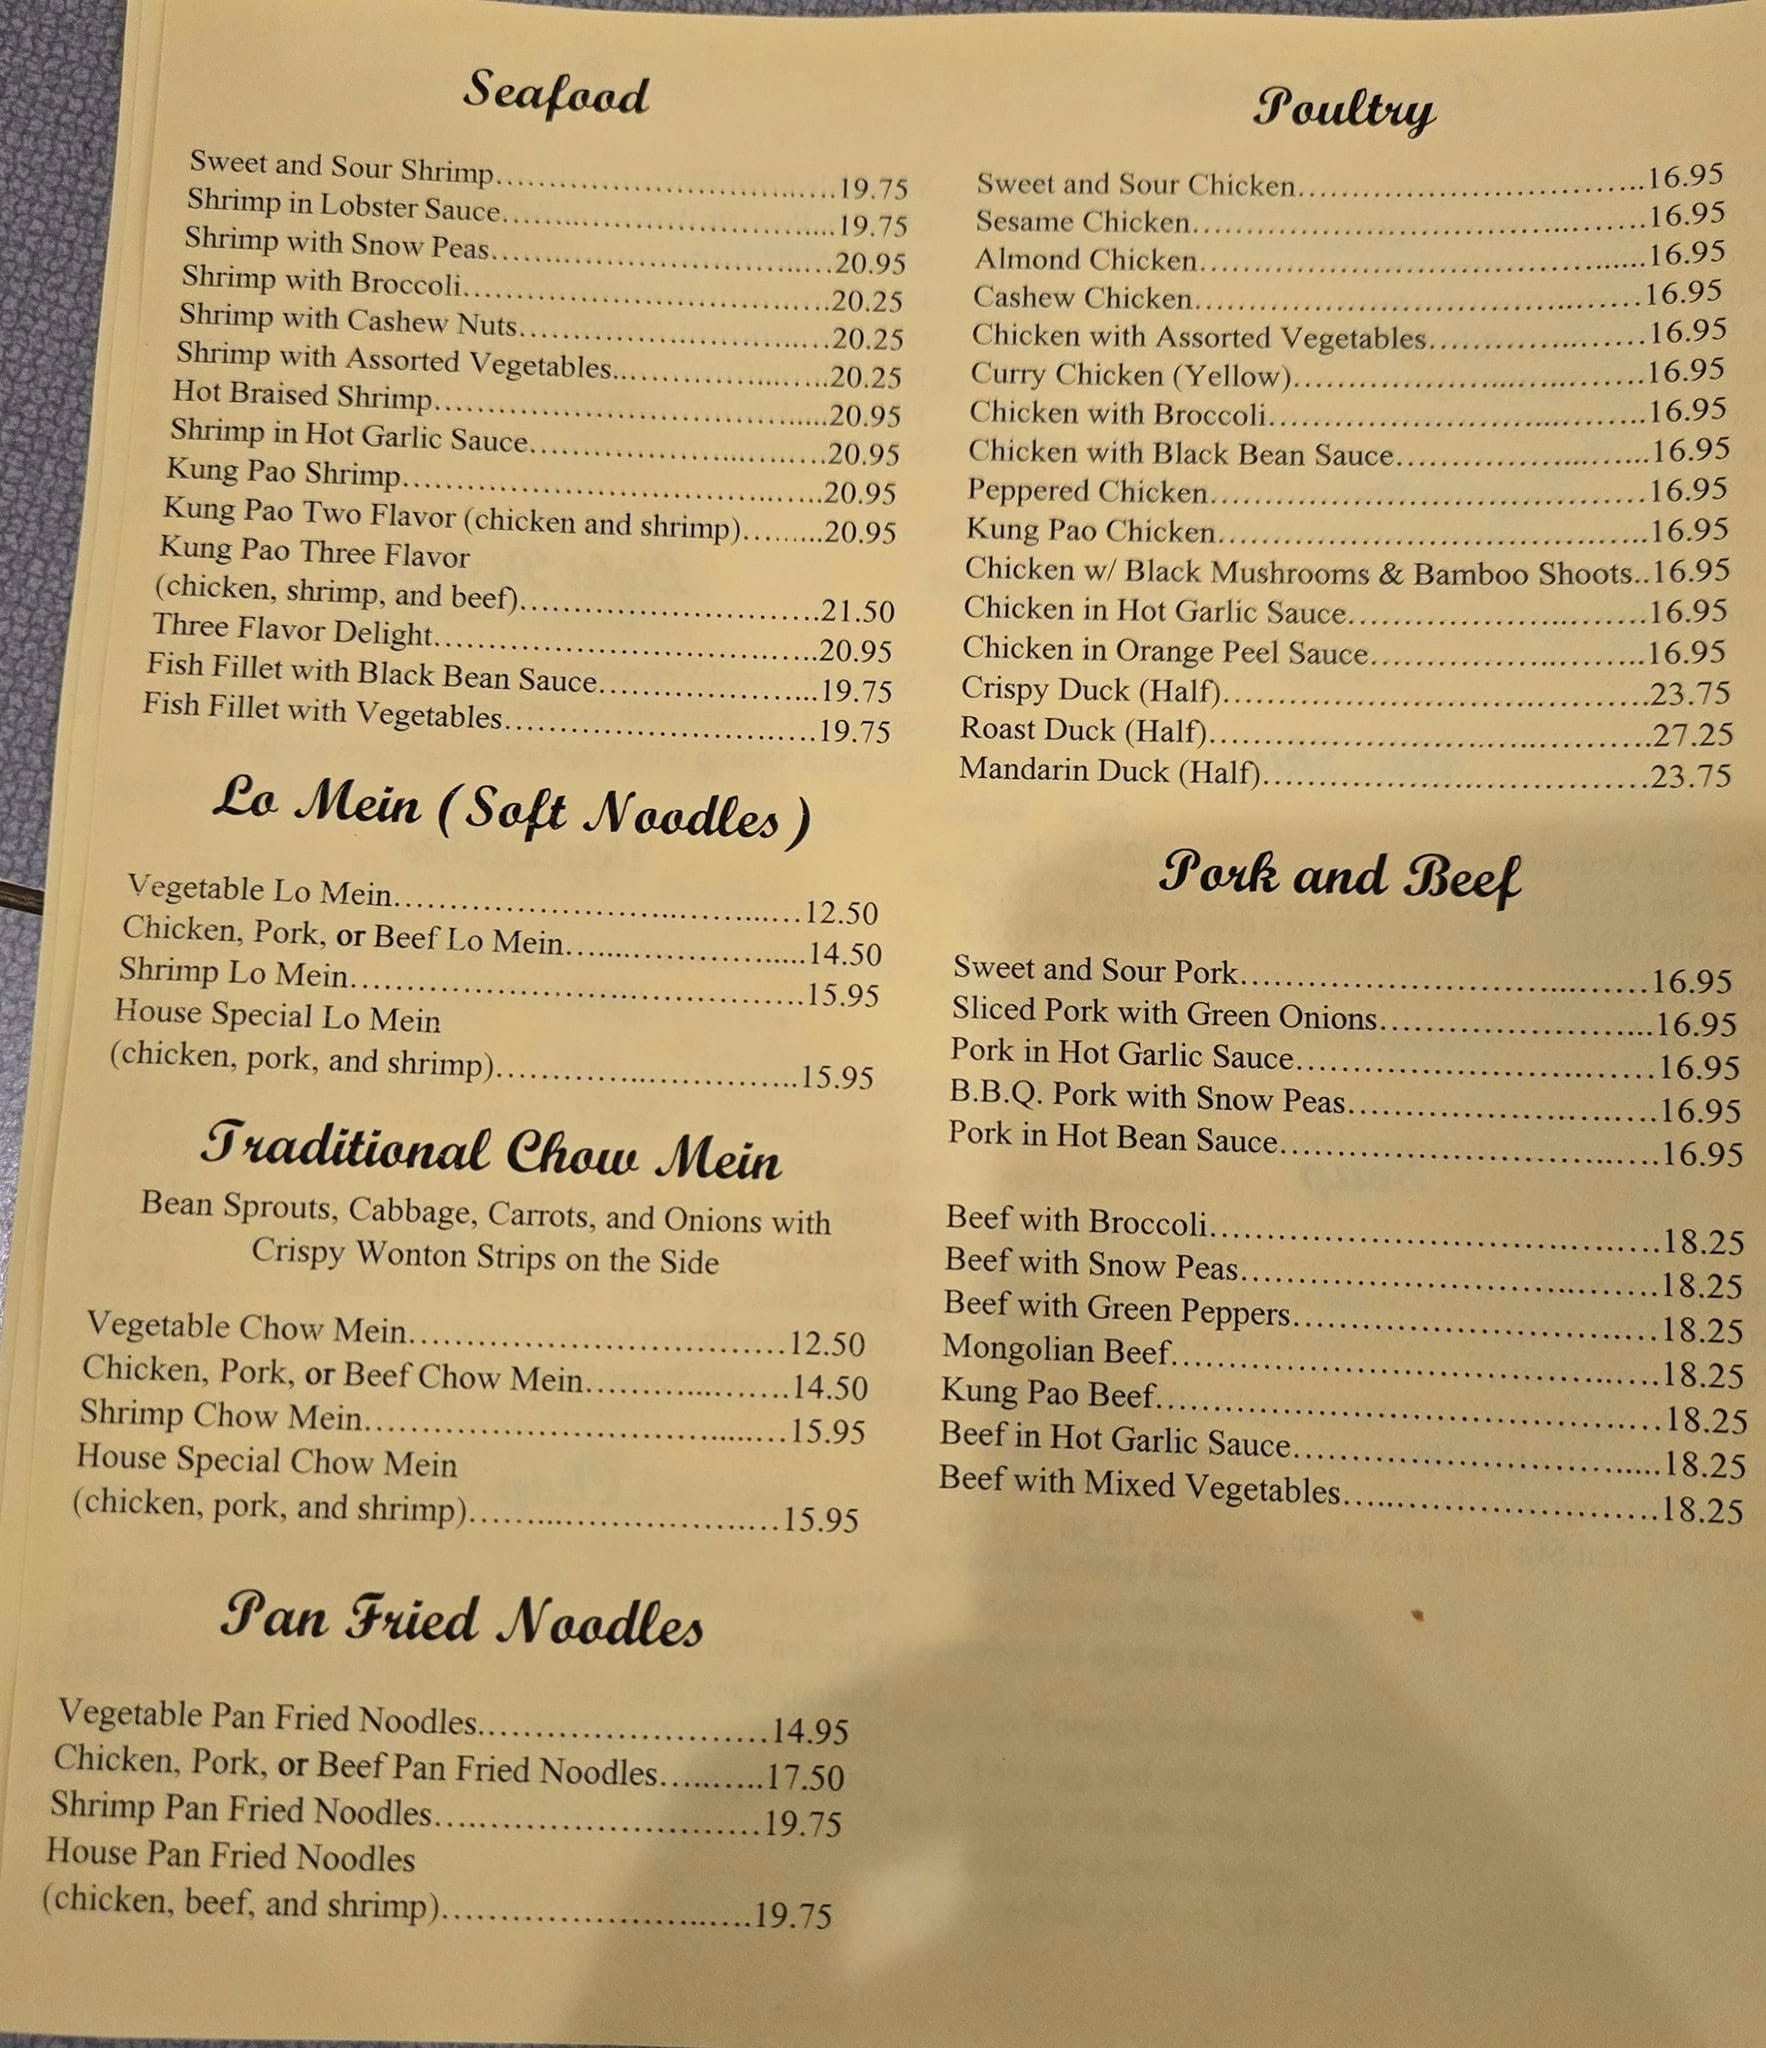 Seafood
Sweet and Sour Shrimp..............................19.75
Shrimp in Lobster Sauce..............................19.75
Shrimp with Snow Peas..............................20.95
Shrimp with Broccoli..............................20.25
Shrimp with Cashew Nuts..............................20.25
Shrimp with Assorted Vegetables....................20.25
Hot Braised Shrimp..............................20.95
Shrimp in Hot Garlic Sauce..............................20.95
Kung Pao Shrimp..............................20.95
Kung Pao Two Flavor (chicken and shrimp).........20.95
Kung Pao Three Flavor
(chicken, shrimp, and beef)..............................21.50
Three Flavor Delight..............................20.95
Fish Fillet with Black Bean Sauce....................19.75
Fish Fillet with Vegetables..............................19.75
Lo Mein (Soft Noodles)
Vegetable Lo Mein..............................12.50
Chicken, Pork, or Beef Lo Mein....................14.50
Shrimp Lo Mein..............................15.95
House Special Lo Mein
(chicken, pork, and shrimp)..............................15.95
Traditional Chow Mein
Bean Sprouts, Cabbage, Carrots, and Onions with
Crispy Wonton Strips on the Side
Vegetable Chow Mein..............................12.50
Chicken, Pork, or Beef Chow Mein....................14.50
Shrimp Chow Mein..............................15.95
House Special Chow Mein
(chicken, pork, and shrimp)..............................15.95
Pan Fried Noodles
Vegetable Pan Fried Noodles....................14.95
Chicken, Pork, or Beef Pan Fried Noodles..........17.50
Shrimp Pan Fried Noodles..............................19.75
House Pan Fried Noodles
(chicken, beef, and shrimp)..............................19.75
Poultry
Sweet and Sour Chicken..............................16.95
Sesame Chicken..............................16.95
Almond Chicken..............................16.95
Cashew Chicken..............................16.95
Chicken with Assorted Vegetables....................16.95
Curry Chicken (Yellow)..............................16.95
Chicken with Broccoli..............................16.95
Chicken with Black Bean Sauce....................16.95
Peppered Chicken..............................16.95
Kung Pao Chicken..............................16.95
Chicken w/ Black Mushrooms & Bamboo Shoots..16.95
Chicken in Hot Garlic Sauce..............................16.95
Chicken in Orange Peel Sauce....................16.95
Crispy Duck (Half)..............................23.75
Roast Duck (Half)..............................27.25
Mandarin Duck (Half)..............................23.75
Pork and Beef
Sweet and Sour Pork..............................16.95
Sliced Pork with Green Onions....................16.95
Pork in Hot Garlic Sauce..............................16.95
B.B.Q. Pork with Snow Peas....................16.95
Pork in Hot Bean Sauce..............................16.95
Beef with Broccoli..............................18.25
Beef with Snow Peas..............................18.25
Beef with Green Peppers..............................18.25
Mongolian Beef..............................18.25
Kung Pao Beef..............................18.25
Beef in Hot Garlic Sauce..............................18.25
Beef with Mixed Vegetables....................18.25